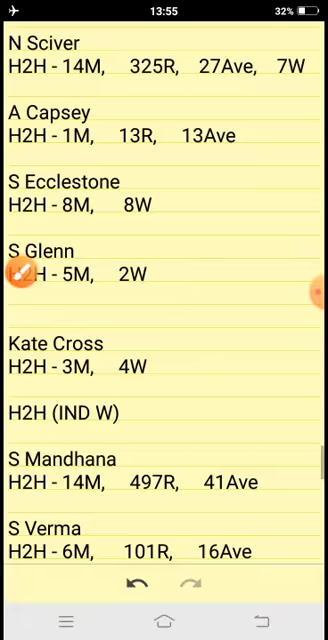 13:55
32%
N Sciver
H2H - 14M, 325R, 27Ave, 7W
A Capsey
H2H - 1M, 13R, 13Ave
S Ecclestone
H2H - 8M, 8W
S Glenn
H2H - 5M, 2W
Kate Cross
H2H - 3M, 4W
H2H (IND W)
S Mandhana
H2H - 14M, 497R, 41Ave
S Verma
H2H - 6M, 101R, 16Ave